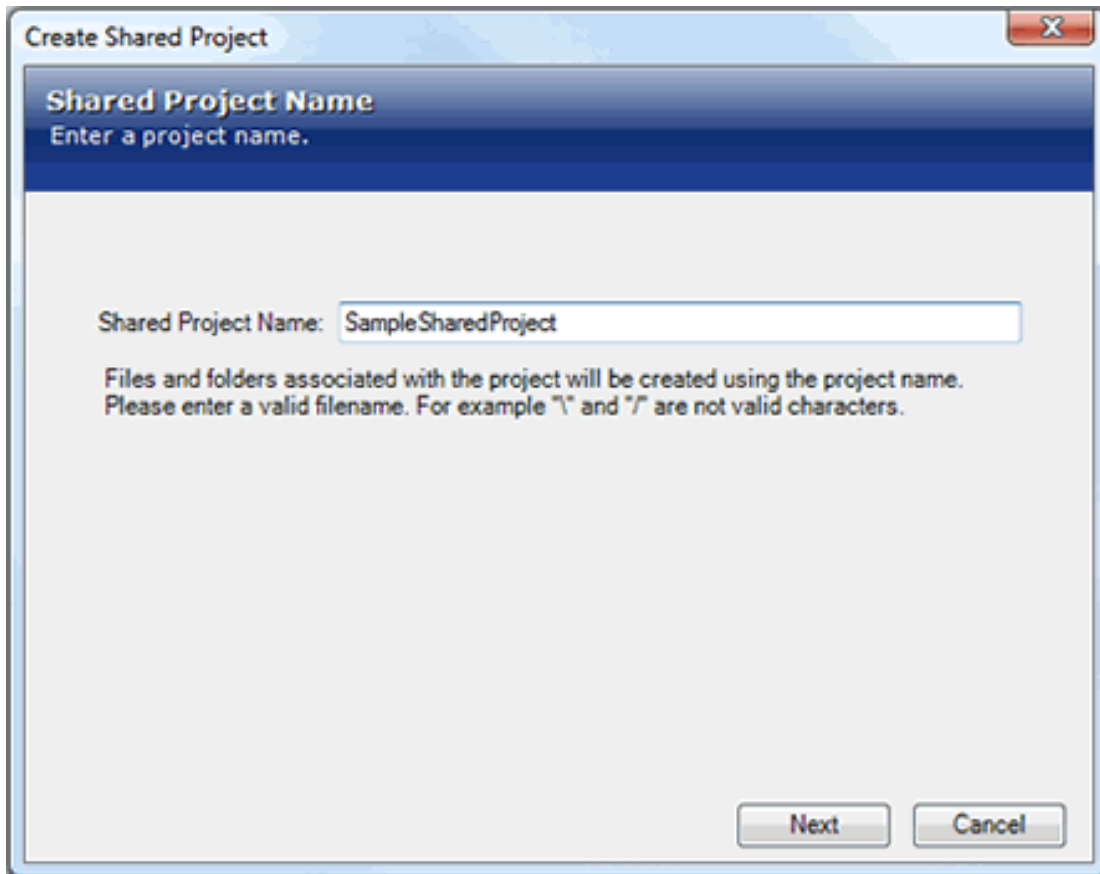 Create Shared Project
Shared Project Name
Enter a project name.
Shared Project Name: SampleSharedProject
Files and folders associated with the project will be created using the project name.
Please enter a valid filename. For example "\" and "/" are not valid characters.
Next Cancel